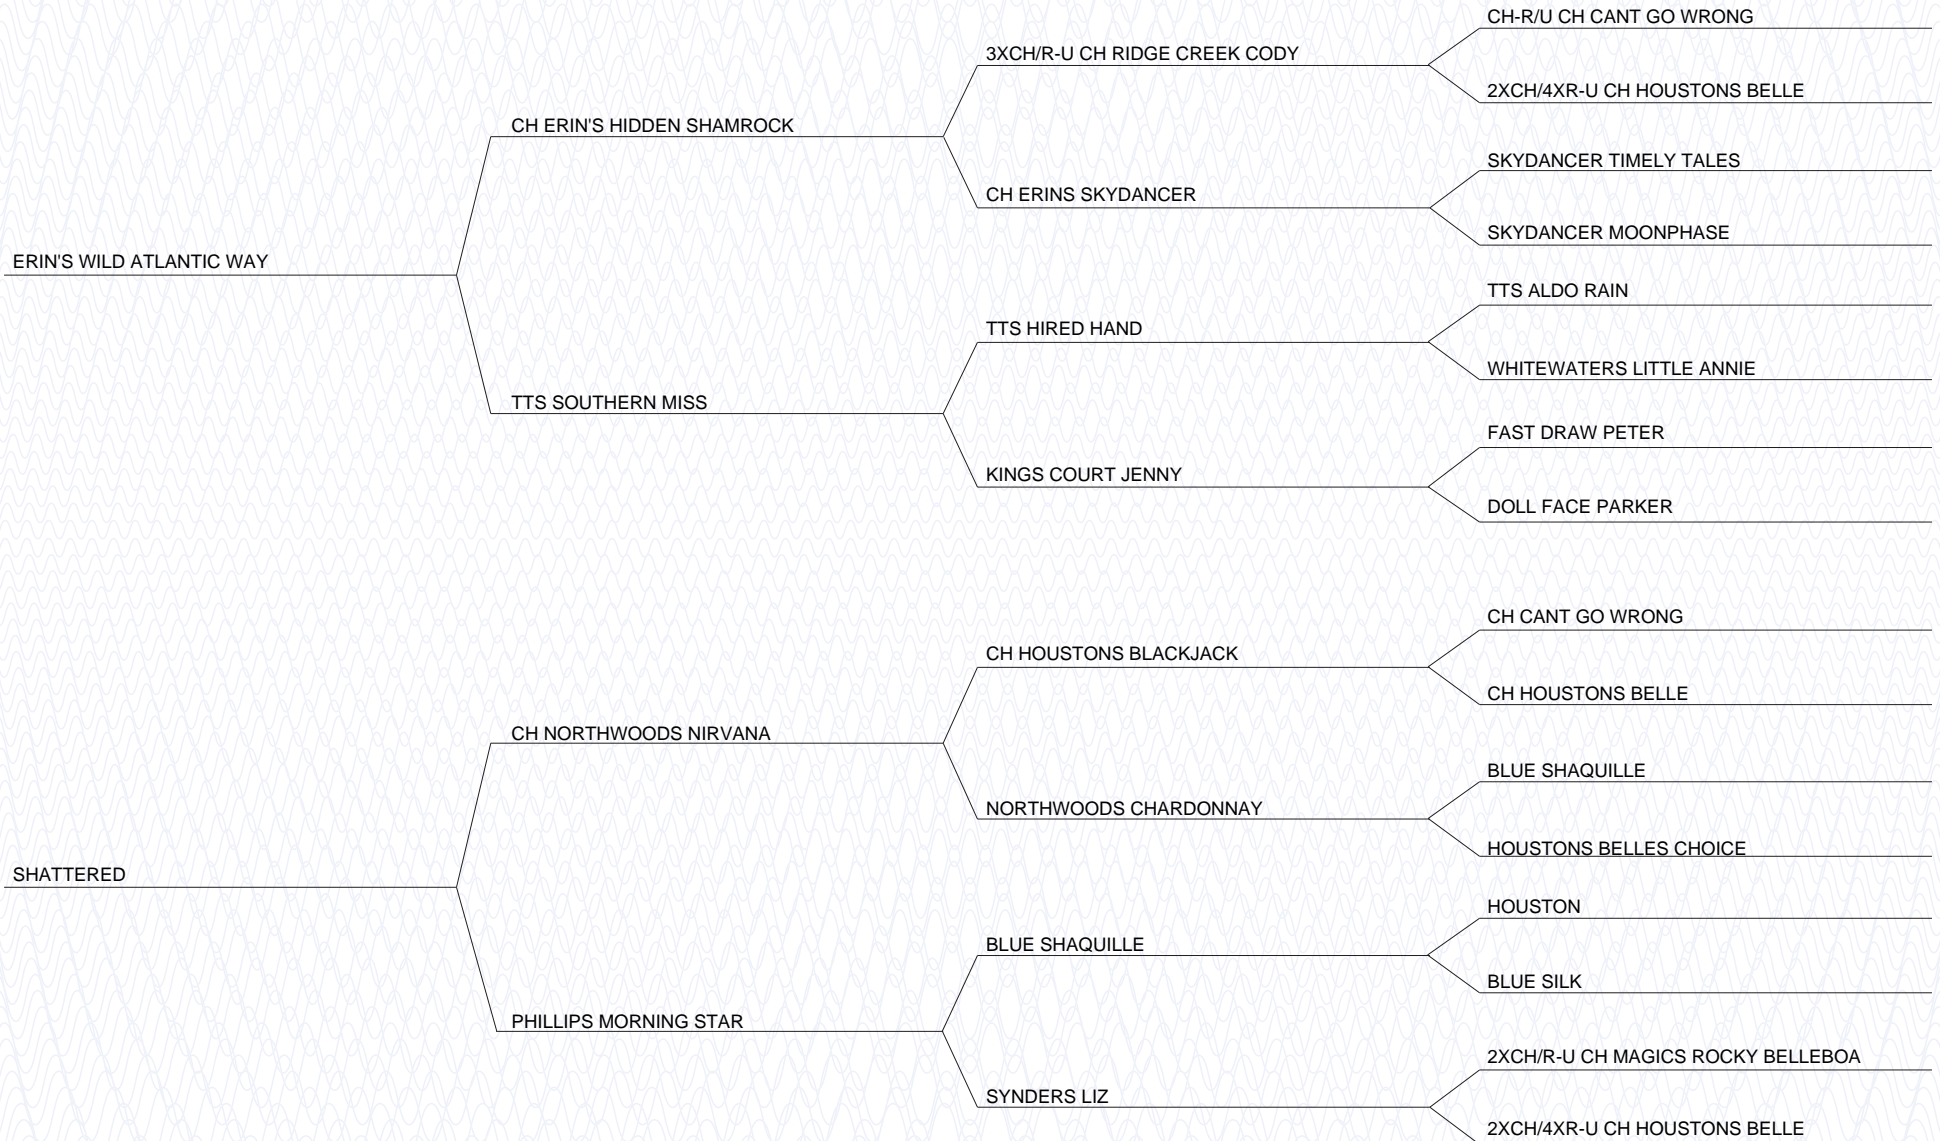 CH-R/U CH CANT GO WRONG
3XCH/R-U CH RIDGE CREEK CODY
2XCH/4XR-U CH HOUSTONS BELLE
CH ERIN'S HIDDEN SHAMROCK
SKYDANCER TIMELY TALES
CH ERINS SKYDANCER
SKYDANCER MOONPHASE
ERIN'S WILD ATLANTIC WAY
TTS ALDO RAIN
TTS HIRED HAND
WHITEWATERS LITTLE ANNIE
TTS SOUTHERN MISS
FAST DRAW PETER
KINGS COURT JENNY
DOLL FACE PARKER
CH CANT GO WRONG
CH HOUSTONS BLACKJACK
CH HOUSTONS BELLE
CH NORTHWOODS NIRVANA
BLUE SHAQUILLE
NORTHWOODS CHARDONNAY
HOUSTONS BELLES CHOICE
SHATTERED
HOUSTON
BLUE SHAQUILLE
BLUE SILK
PHILLIPS MORNING STAR
2XCH/R-U CH MAGICS ROCKY BELLEBOA
SYNDERS LIZ
2XCH/4XR-U CH HOUSTONS BELLE